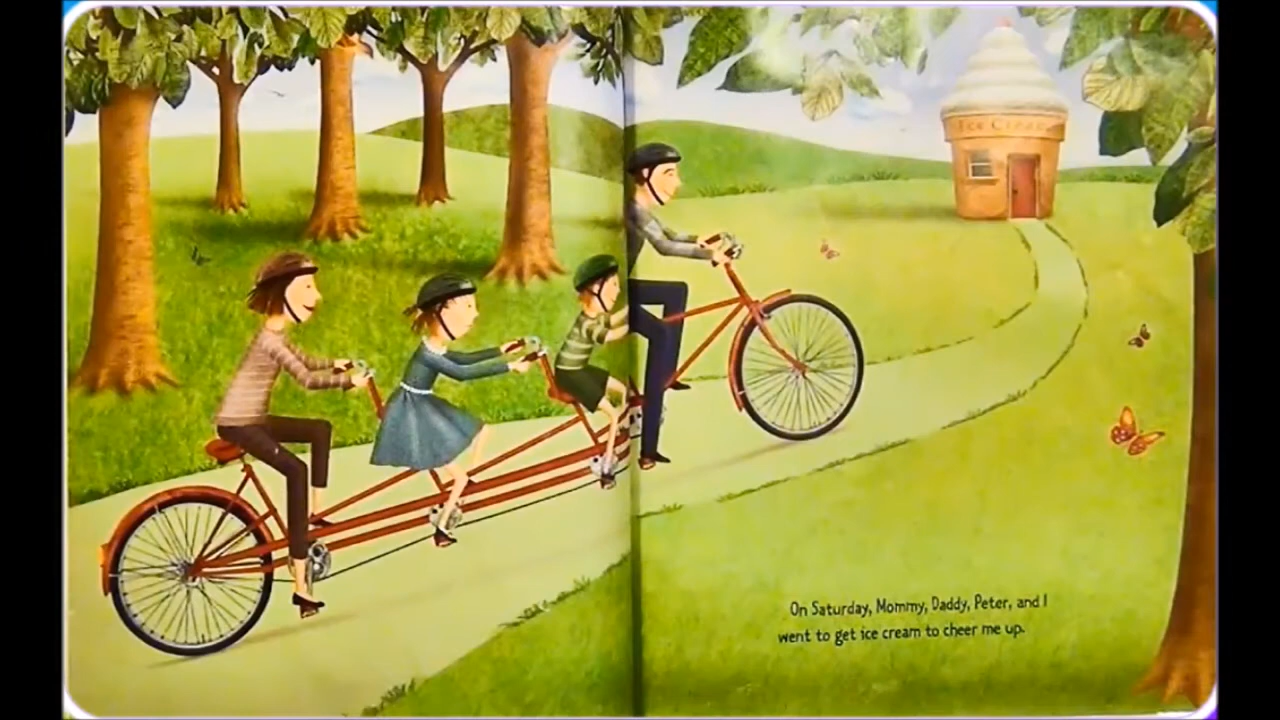 Ice Cream
On Saturday, Mommy, Daddy, Peter, and I
went to get ice cream to cheer me up.